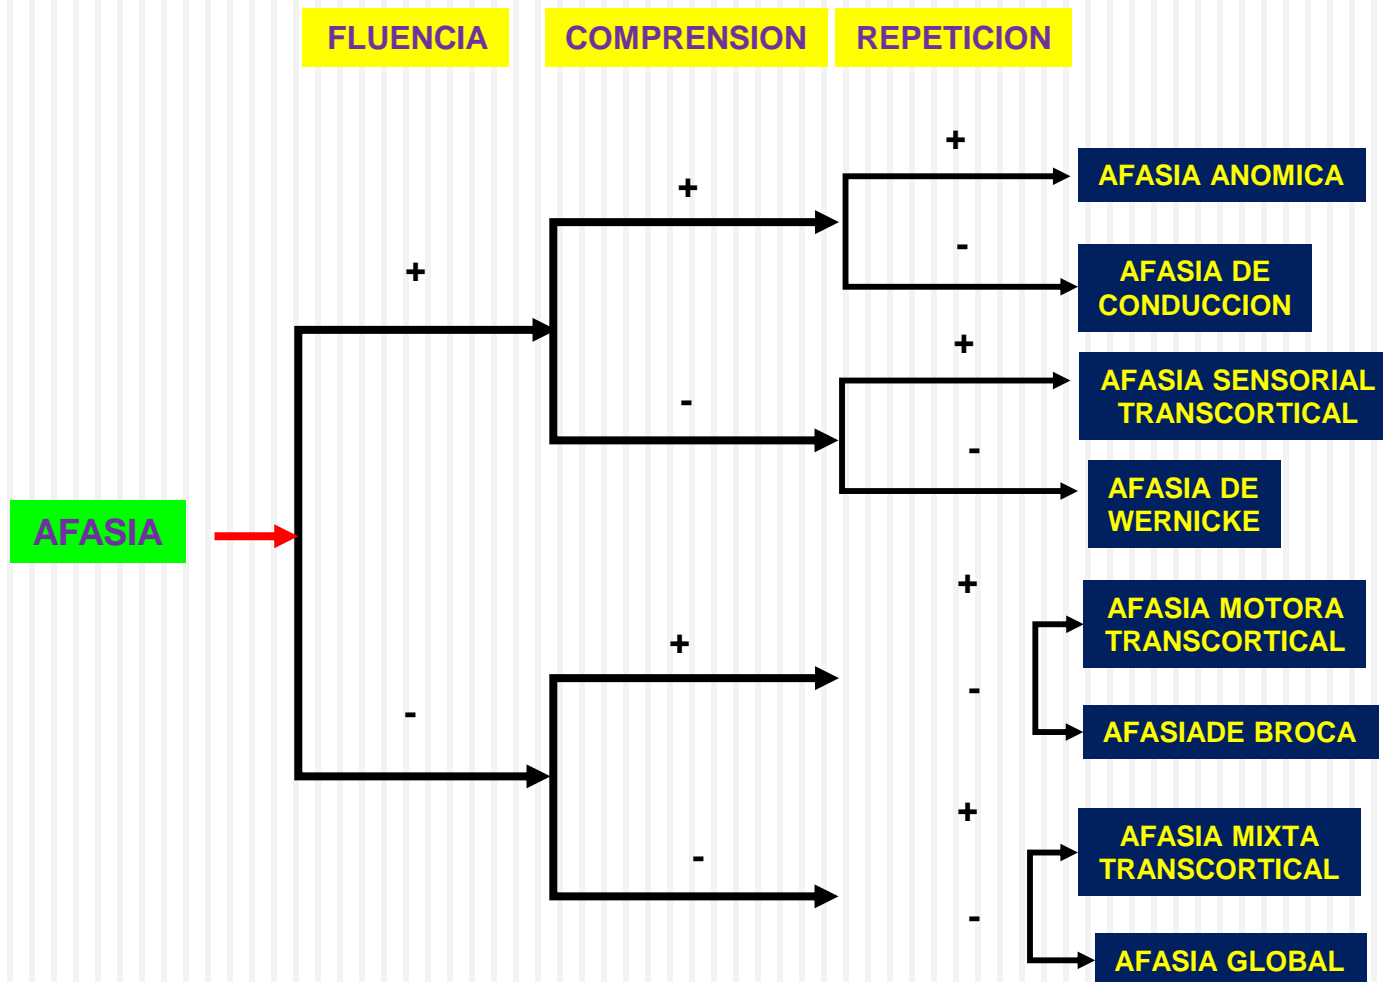 FLUENCIA COMPRENSION REPETICION
+
AFASIA ANOMICA
+
-
AFASIA DE
CONDUCCION
+
+
AFASIA SENSORIAL
TRANSCORTICAL
-
-
AFASIA DE
WERNICKE
AFASIA
+
AFASIA MOTORA
TRANSCORTICAL
+
-
-
AFASIADE BROCA
+
AFASIA MIXTA
TRANSCORTICAL
-
-
AFASIA GLOBAL